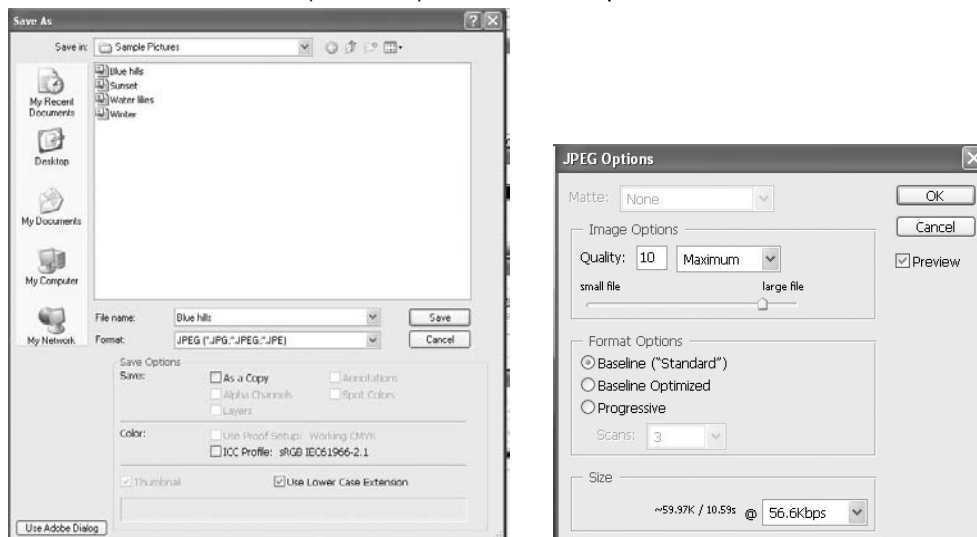 Save As
Save in: Sample Pictures
Blue hills
Sunset
Water lilies
Winter
My Recent
Documents
Desktop
My Documents
My Computer
My Network
File name: Blue hills Save
Format: JPEG (*.JPG,*.JPEG,*.JPE) Cancel
Save Options
Save: As a Copy Annotations
Alpha Channels Spot Colors
Layers
Color: Use Proof Setup: Working CMYK
ICC Profile: sRGB IEC61966-2.1
Thumbnail Use Lower Case Extension
Use Adobe Dialog
JPEG Options
Matte: None OK
Image Options Cancel
Quality: 10 Maximum Preview
small file large file
Format Options
Baseline ("Standard")
Baseline Optimized
Progressive
Scans: 3
Size
~59.97K / 10.59s @ 56.6Kbps